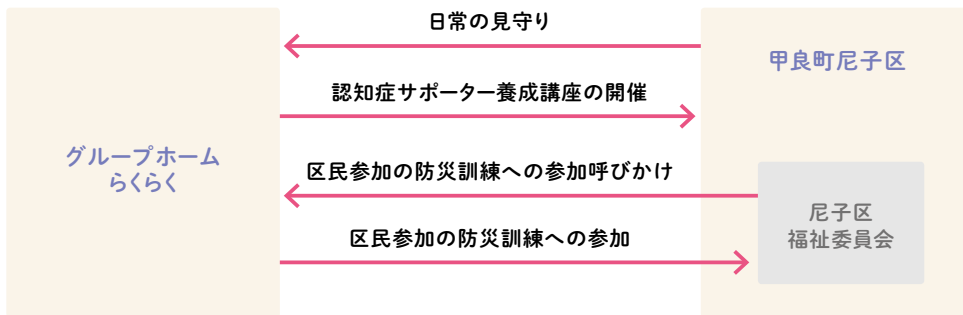 日常の見守り
甲良町尼子区
認知症サポーター養成講座の開催
グループホーム
らくらく
区民参加の防災訓練への参加呼びかけ
尼子区
福祉委員会
区民参加の防災訓練への参加